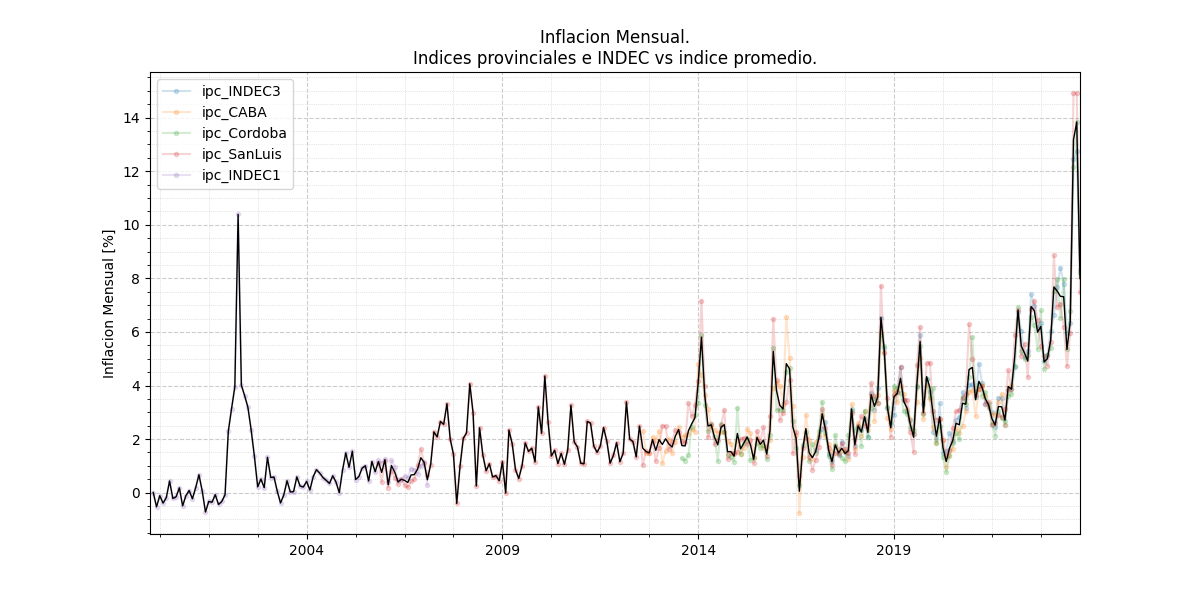 Inflacion Mensual.
Indices provinciales e INDEC vs indice promedio.
ipc_INDEC3
ipc_CABA
ipc_Cordoba
ipc_SanLuis
ipc_INDEC1
Inflacion Mensual [%]
14
12
10
8
6
4
2
0
2004
2009
2014
2019